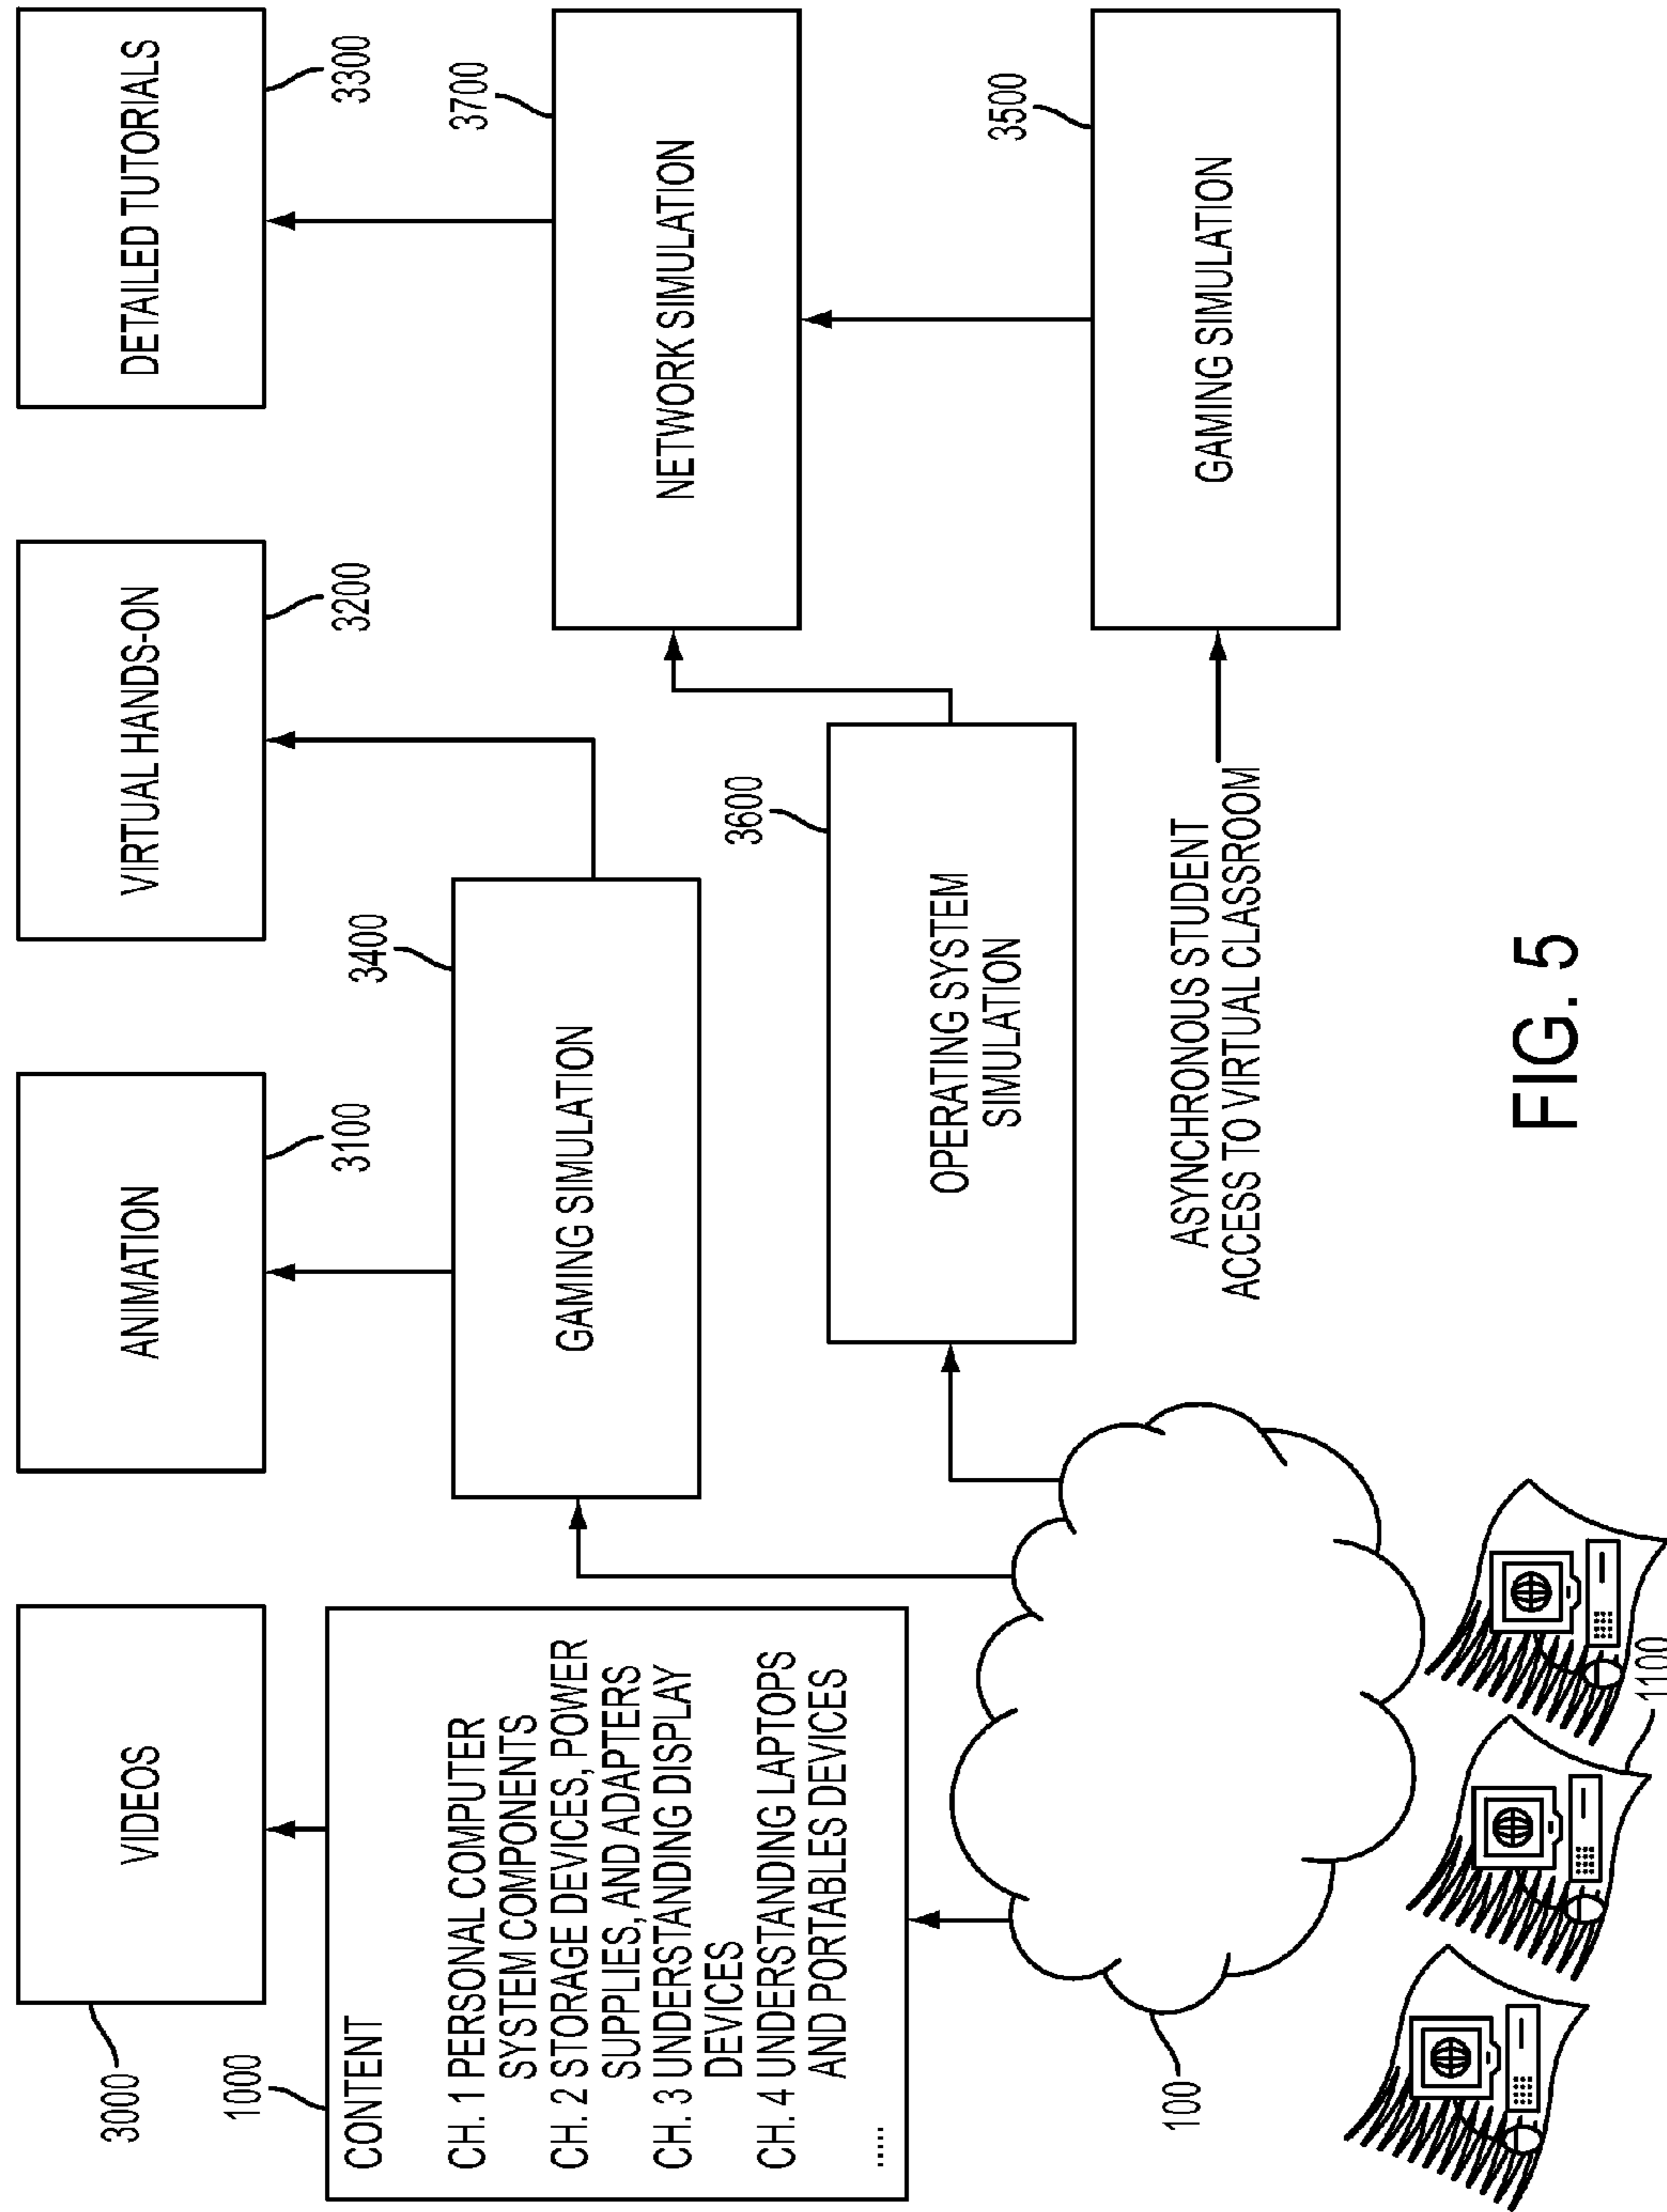 VIDEOS
3000
ANIMATION
3100
VIRTUAL HANDS-ON
3200
DETAILED TUTORIALS
3300
1000
CONTENT
CH. 1 PERSONAL COMPUTER
SYSTEM COMPONENTS
CH. 2 STORAGE DEVICES, POWER
SUPPLIES, AND ADAPTERS
CH. 3 UNDERSTANDING DISPLAY
DEVICES
CH. 4 UNDERSTANDING LAPTOPS
AND PORTABLES DEVICES
.....
3400
GAMING SIMULATION
3700
NETWORK SIMULATION
3600
OPERATING SYSTEM
SIMULATION
3500
GAMING SIMULATION
ASYNCHRONOUS STUDENT
ACCESS TO VIRTUAL CLASSROOM
100
1100
FIG. 5